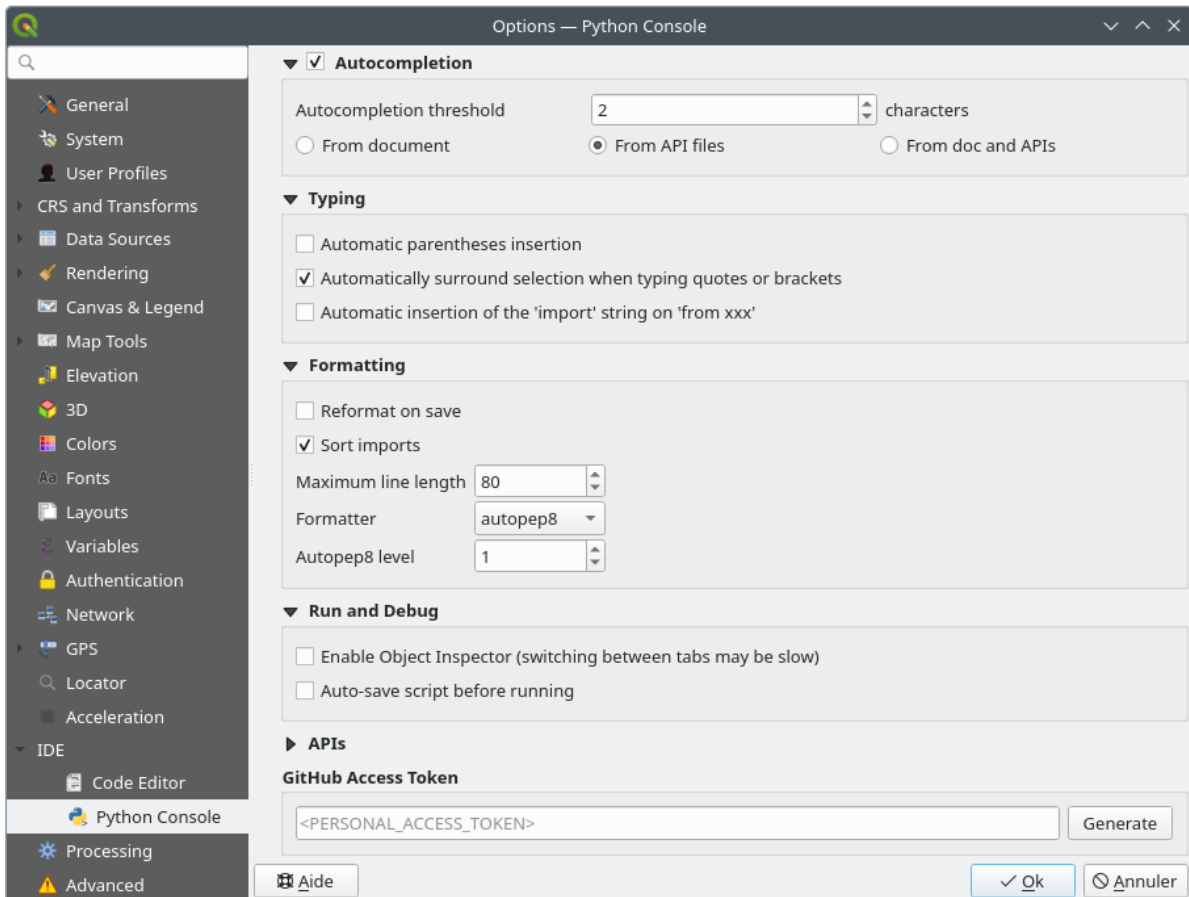 Options — Python Console
General
System
User Profiles
CRS and Transforms
Data Sources
Rendering
Canvas & Legend
Map Tools
Elevation
3D
Colors
Aa Fonts
Layouts
Variables
Authentication
Network
GPS
Locator
Acceleration
IDE
Code Editor
Python Console
Processing
Advanced
Autocompletion
Autocompletion threshold 2 characters
From document From API files From doc and APIs
Typing
Automatic parentheses insertion
Automatically surround selection when typing quotes or brackets
Automatic insertion of the 'import' string on 'from xxx'
Formatting
Reformat on save
Sort imports
Maximum line length 80
Formatter autopep8
Autopep8 level 1
Run and Debug
Enable Object Inspector (switching between tabs may be slow)
Auto-save script before running
APIs
GitHub Access Token
<PERSONAL_ACCESS_TOKEN> Generate
Aide Ok Annuler